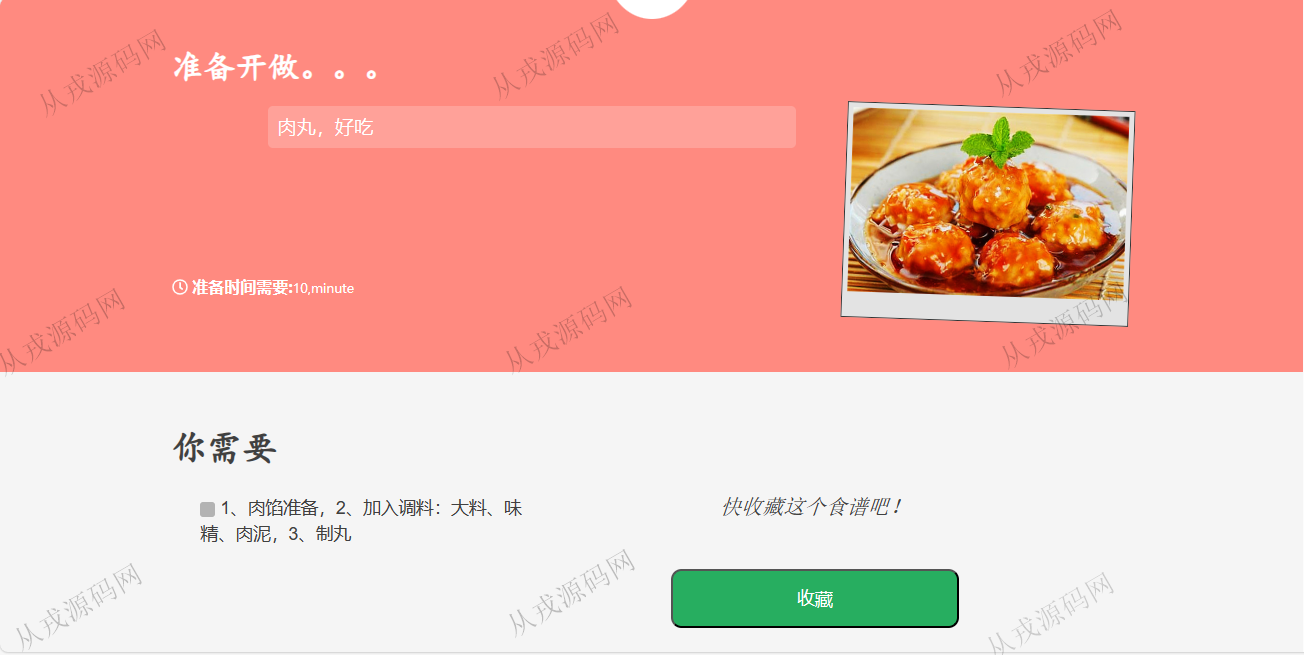 从戎源码网
从戎源码网
从戎源码网
准备开做。。。
肉丸，好吃
准备时间需要:10,minute
从戎源码网
从戎源码网
从戎源码网
你需要
1、肉馅准备，2、加入调料：大料、味
精、肉泥，3、制丸
快收藏这个食谱吧！
收藏
从戎源码网
从戎源码网
从戎源码网